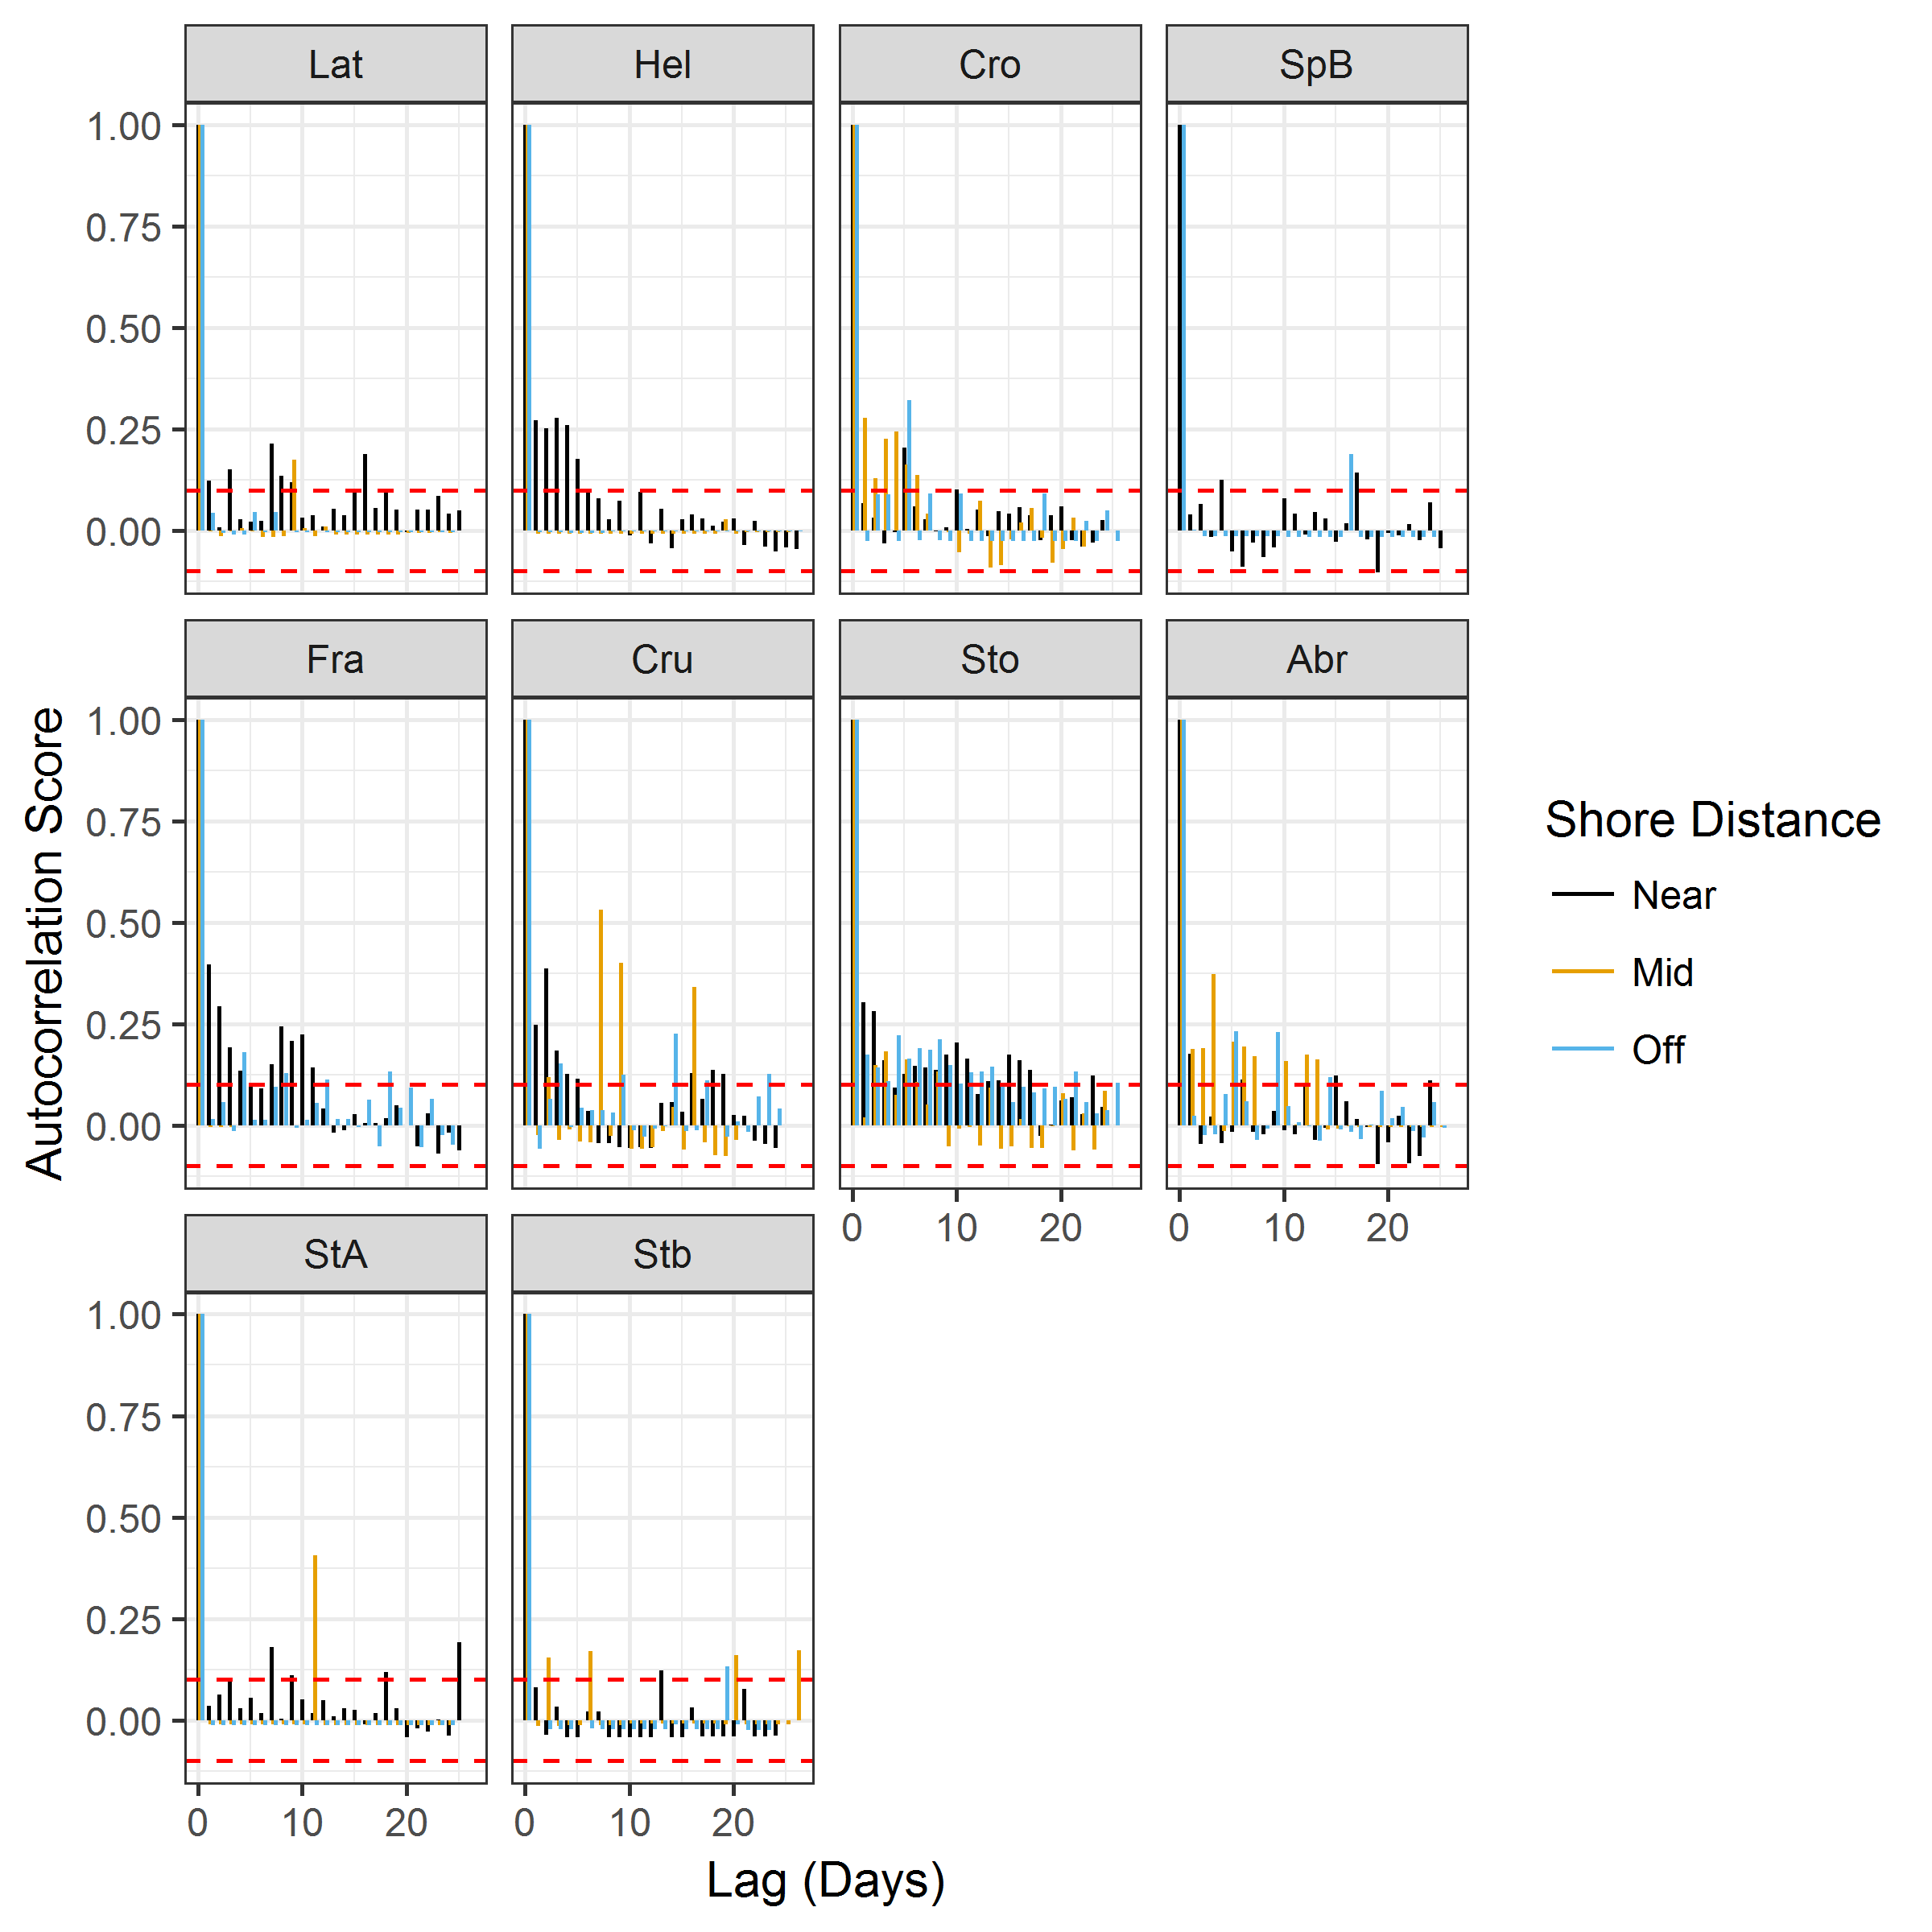 Lat Hel Cro SpB
1.00
0.75
0.50
0.25
0.00
Fra Cru Sto Abr
1.00
0.75
0.50
0.25
0.00
0 10 20 0 10 20
StA Stb
1.00
0.75
0.50
0.25
0.00
0 10 20 0 10 20
Lag (Days)
Autocorrelation Score
Shore Distance
Near
Mid
Off